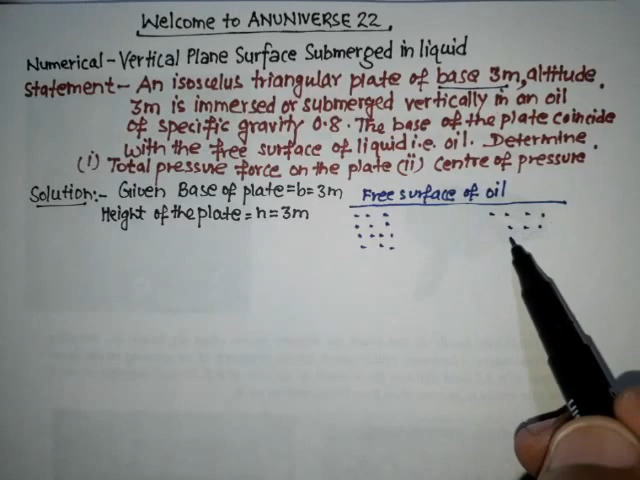 Welcome to ANUNIVERSE 22
Numerical - Vertical Plane Surface Submerged in liquid
Statement - An isoscelus triangular plate of base 3m, altitude
3m is immersed or submerged vertically in an oil
of specific gravity 0.8. The base of the plate coincide
with the free surface of liquid i.e. oil. Determine.
(i) Total pressure force on the plate (ii) Centre of pressure
Solution:- Given Base of plate = b = 3m
Free surface of oil
Height of the plate = h = 3m